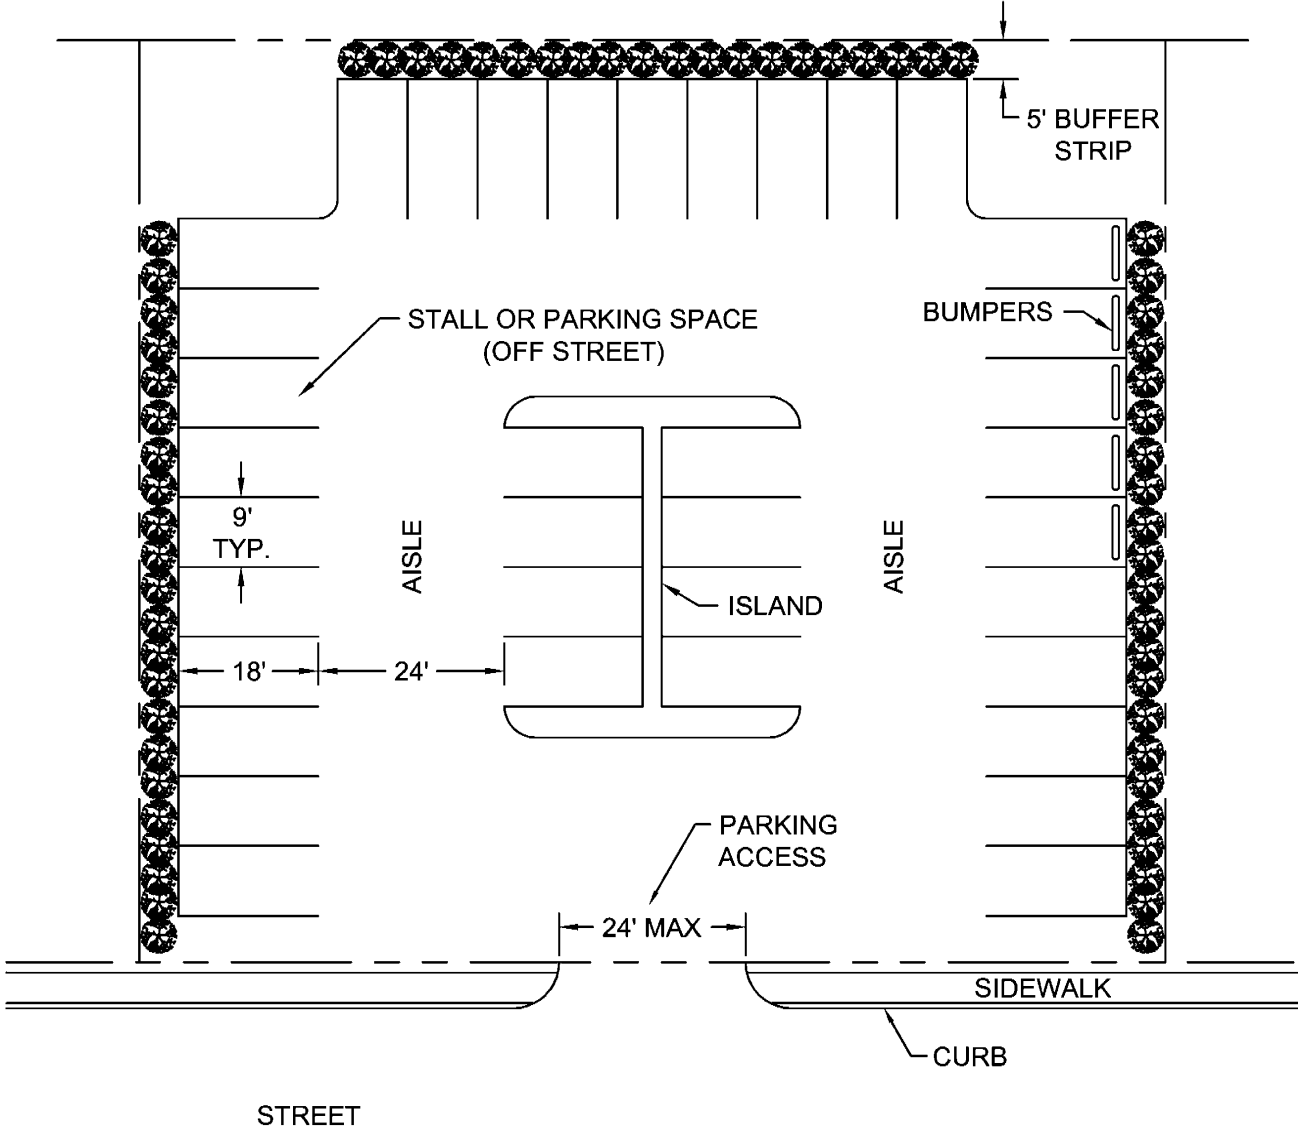 5' BUFFER
STRIP
BUMPERS
STALL OR PARKING SPACE
(OFF STREET)
9'
TYP.
AISLE
AISLE
ISLAND
18'
24'
PARKING
ACCESS
24' MAX
SIDEWALK
CURB
STREET